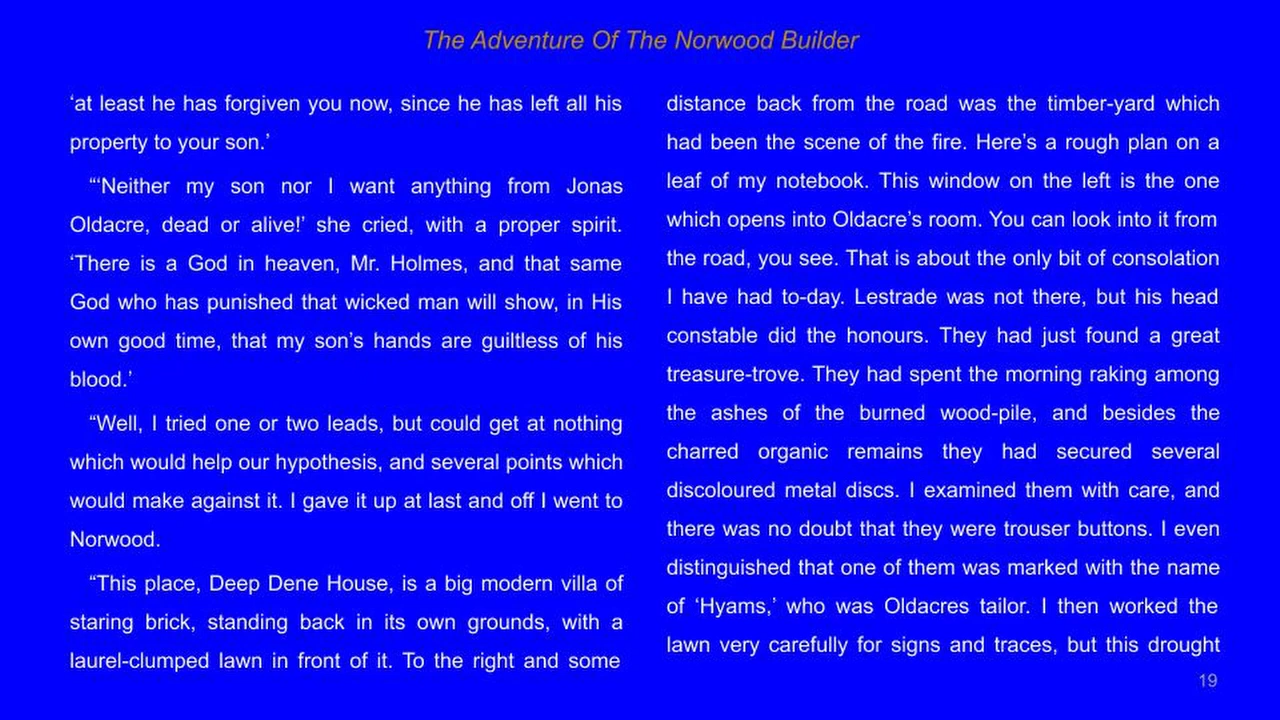 The Adventure Of The Norwood Builder
‘at least he has forgiven you now, since he has left all his
property to your son.’
“‘Neither my son nor I want anything from Jonas
Oldacre, dead or alive!’ she cried, with a proper spirit.
‘There is a God in heaven, Mr. Holmes, and that same
God who has punished that wicked man will show, in His
own good time, that my son’s hands are guiltless of his
blood.’
“Well, I tried one or two leads, but could get at nothing
which would help our hypothesis, and several points which
would make against it. I gave it up at last and off I went to
Norwood.
“This place, Deep Dene House, is a big modern villa of
staring brick, standing back in its own grounds, with a
laurel-clumped lawn in front of it. To the right and some
distance back from the road was the timber-yard which
had been the scene of the fire. Here’s a rough plan on a
leaf of my notebook. This window on the left is the one
which opens into Oldacre’s room. You can look into it from
the road, you see. That is about the only bit of consolation
I have had to-day. Lestrade was not there, but his head
constable did the honours. They had just found a great
treasure-trove. They had spent the morning raking among
the ashes of the burned wood-pile, and besides the
charred organic remains they had secured several
discoloured metal discs. I examined them with care, and
there was no doubt that they were trouser buttons. I even
distinguished that one of them was marked with the name
of ‘Hyams,’ who was Oldacres tailor. I then worked the
lawn very carefully for signs and traces, but this drought
19